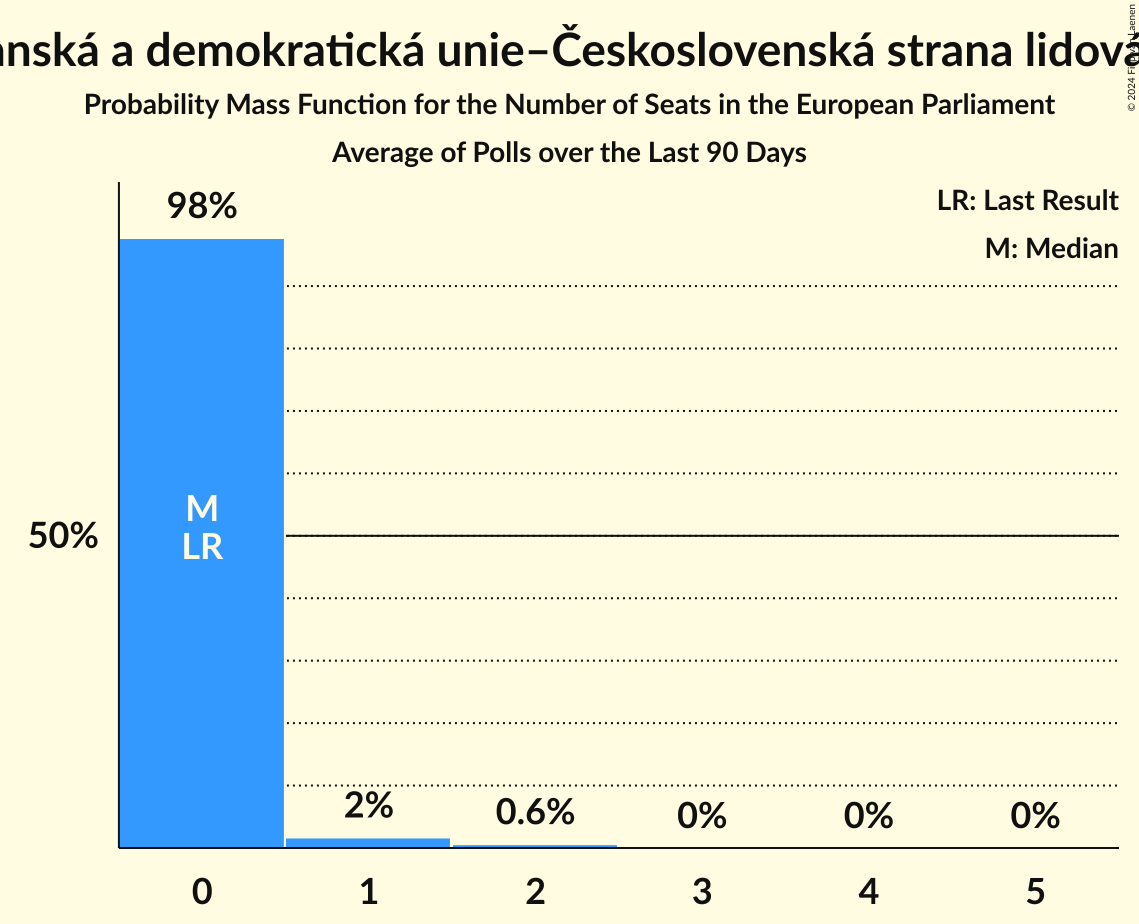 a demokratická unie–Československá strana
Probability Mass Function for the Number of Seats in the European Parliament
Average of Polls over the Last 90 Days
© 2024
LR: Last Result
M: Median
98%
M
LR
50%
2%
0.6%
0%
0%
0%
0
1
2
3
4
5